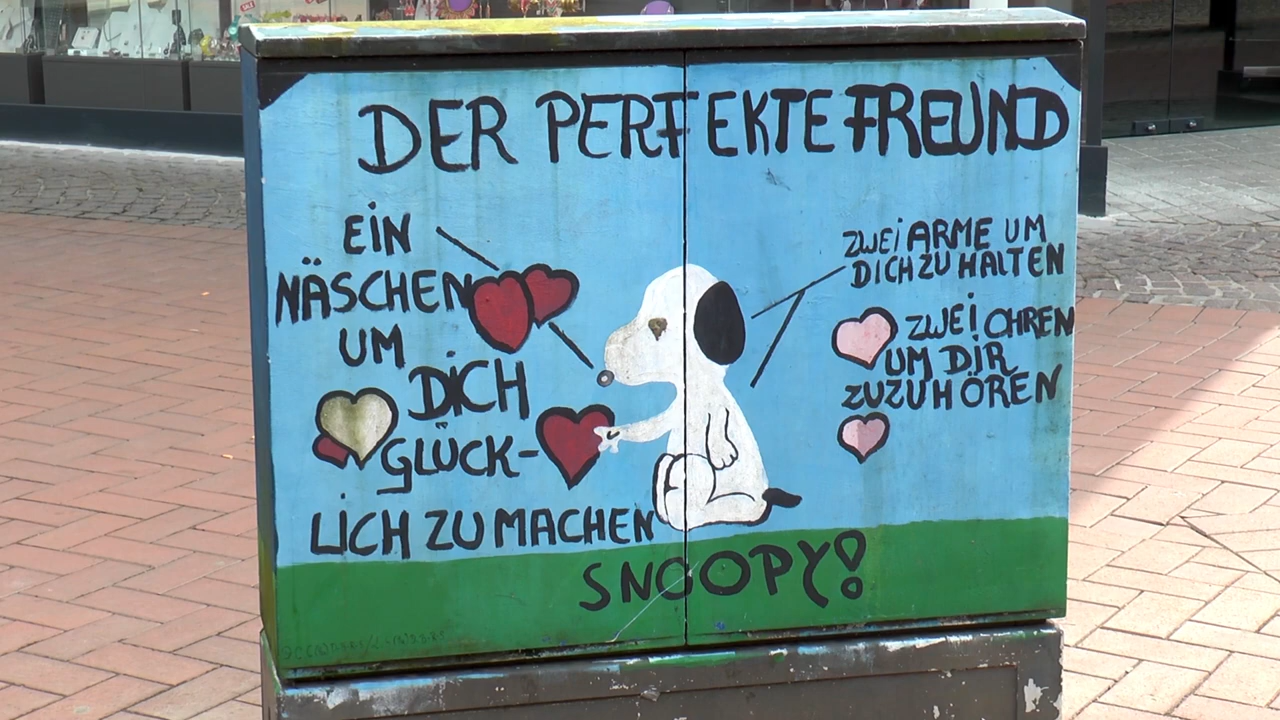 DER PERFEKTE FREUND
EIN
NÄSCHEN
UM
DICH
GLÜCK-
LICH ZU MACHEN
ZWEI ARME UM
DICH ZU HALTEN
ZWEI OHREN
UM DIR
ZUZUHÖREN
SNOOPY!